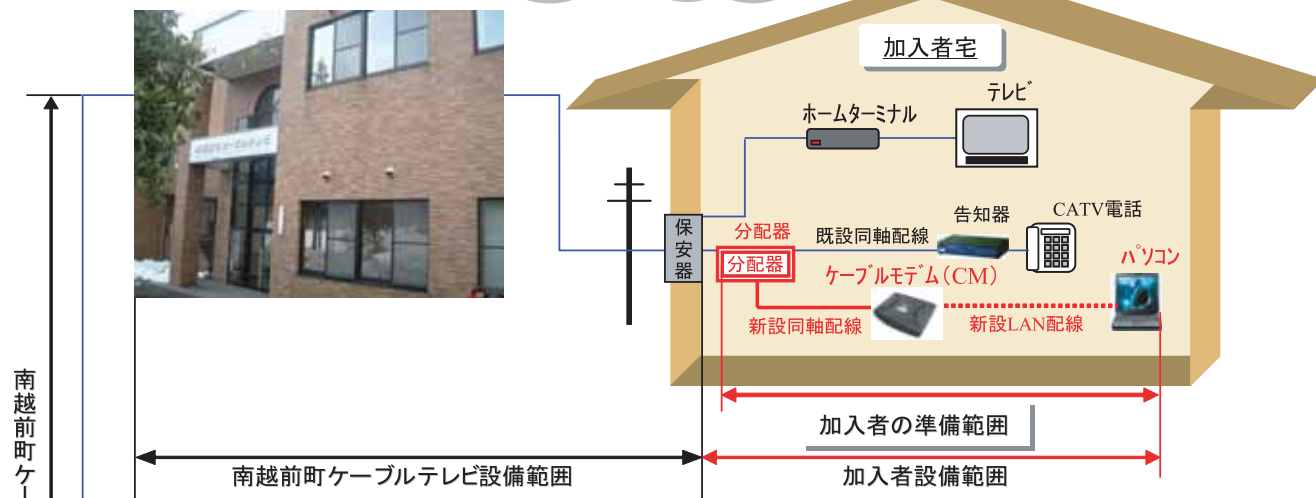 加入者宅
テレビ
ホームターミナル
保安器
分配器
分配器
既設同軸配線
告知器
CATV電話
ケーブルモデム(CM)
パソコン
新設同軸配線
新設LAN配線
加入者の準備範囲
南越前町ケーブルテレビ設備範囲
加入者設備範囲
南越前町ケー